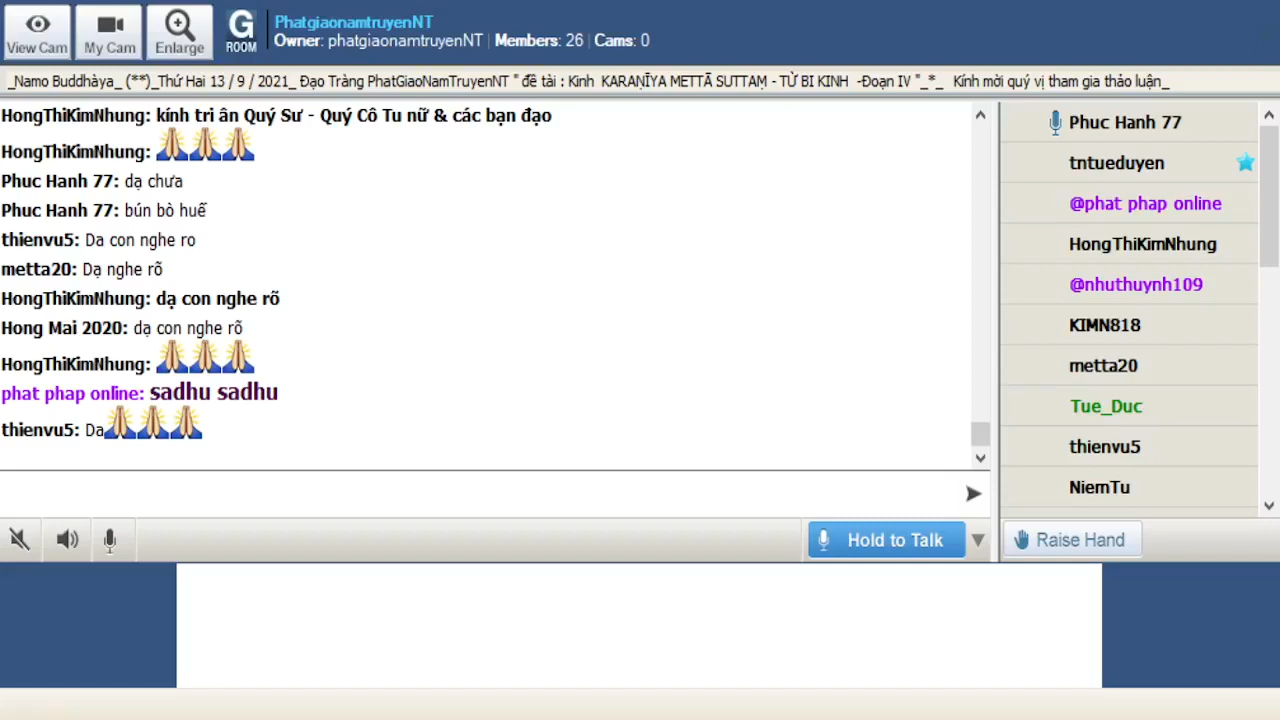 View Cam
My Cam
Enlarge
G
ROOM
PhatgiaonamtruyenNT
Owner: phatgiaonamtruyenNT | Members: 26 | Cams: 0
_Namo Buddhàya_ (**)_Thứ Hai 13 / 9 / 2021_ Đạo Tràng PhatGiaoNamTruyenNT " đề tài : Kinh KARAṆĪYA METTĀ SUTTAṂ - TỪ BI KINH -Đoạn IV "_*_ Kính mời quý vị tham gia thảo luận_
HongThiKimNhung: kính tri ân Quý Sư - Quý Cô Tu nữ & các bạn đạo
HongThiKimNhung: 🙏🙏🙏
Phuc Hanh 77: dạ chưa
Phuc Hanh 77: bún bò huế
thienvu5: Da con nghe ro
metta20: Dạ nghe rõ
HongThiKimNhung: dạ con nghe rõ
Hong Mai 2020: dạ con nghe rõ
HongThiKimNhung: 🙏🙏🙏
phat phap online: sadhu sadhu
thienvu5: Da🙏🙏🙏
Phuc Hanh 77
tntueduyen
@phat phap online
HongThiKimNhung
@nhuthuynh109
KIMN818
metta20
Tue_Duc
thienvu5
NiemTu
Hold to Talk
Raise Hand